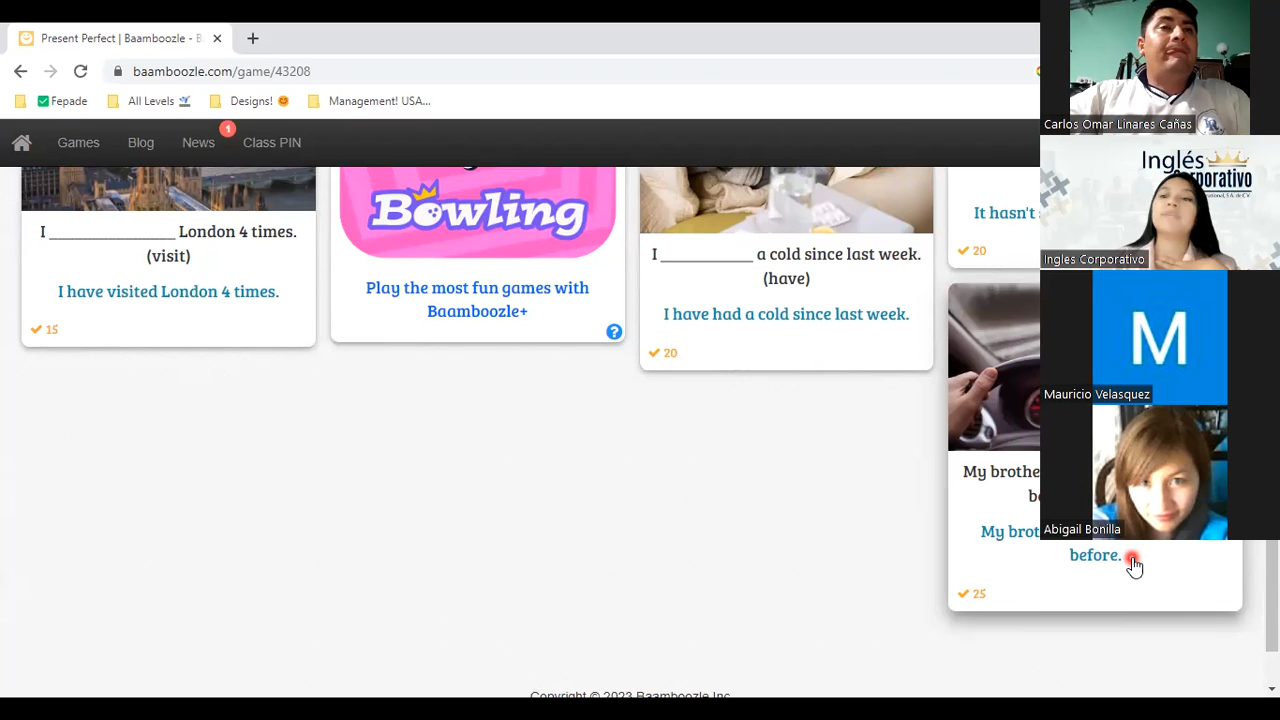 Present Perfect | Baamboozle - B
baamboozle.com/game/43208
Fepade
All Levels
Designs!
Management! USA...
Games
Blog
News
1
Class PIN
I ________________ London 4 times.
(visit)
I have visited London 4 times.
15
Bowling
Play the most fun games with
Baamboozle+
?
I ___________ a cold since last week.
(have)
I have had a cold since last week.
20
It hasn't
20
My brothe
My brot
before.
25
Copyright © 2023 Baamboozle Inc
Carlos Omar Linares Cañas
Inglés
Corporativo
Ingles Corporativo
M
Mauricio Velasquez
Abigail Bonilla